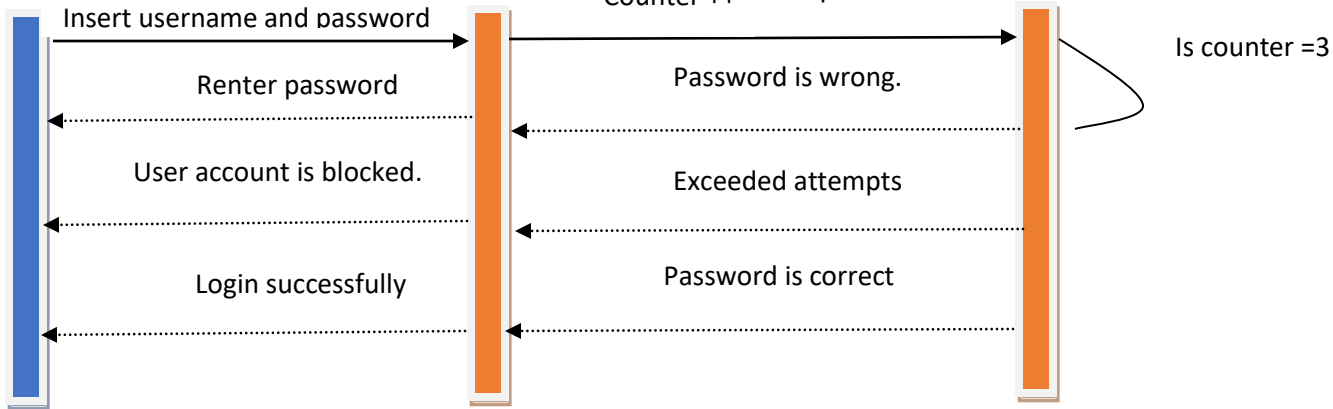 Counter ++
Insert username and password
Is counter =3
Password is wrong.
Renter password
User account is blocked.
Exceeded attempts
Password is correct
Login successfully